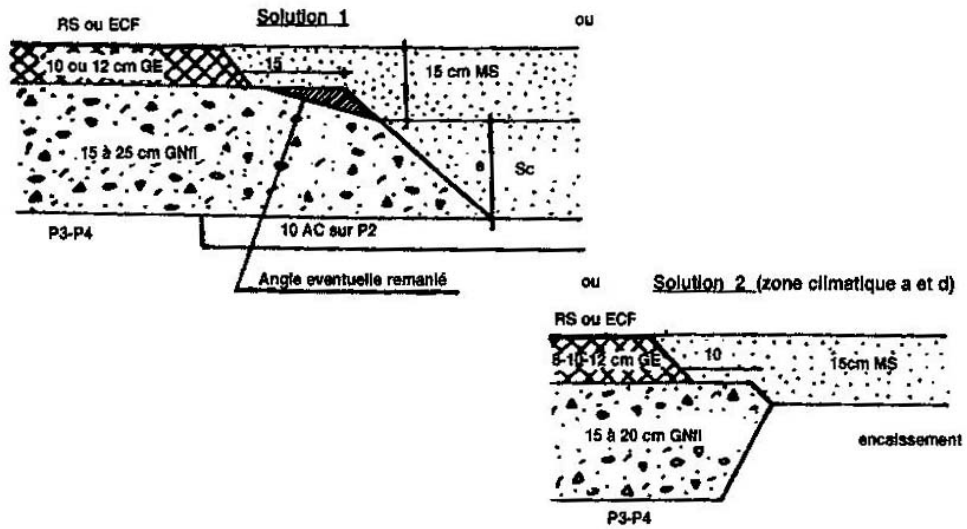 Solution 1
ou
RS ou ECF
10 ou 12 cm GE
15
15 cm MS
15 à 25 cm GNfl
e
Sc
P3-P4
10 AC sur P2
Angle eventuelle remanié
ou
Solution 2 (zone climatique a et d)
RS ou ECF
8-10-12 cm GE
10
15cm MS
15 à 20 cm GNfl
encaissement
P3-P4